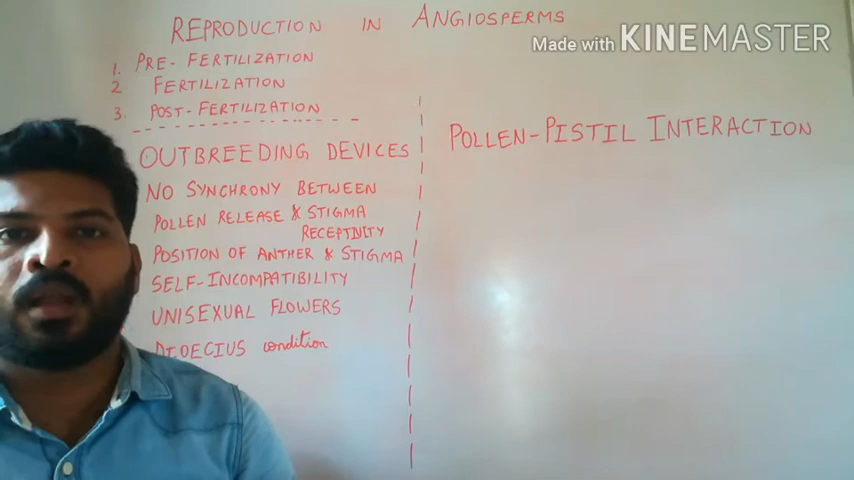 REPRODUCTION IN ANGIOSPERMS
Made with KINEMASTER
1. PRE-FERTILIZATION
2 FERTILIZATION
3. POST-FERTILIZATION
OUTBREEDING DEVICES
NO SYNCHRONY BETWEEN
POLLEN RELEASE & STIGMA
RECEPTIVITY
POSITION OF ANTHER & STIGMA
SELF-INCOMPATIBILITY
UNISEXUAL FLOWERS
DIOECIUS condition
POLLEN-PISTIL INTERACTION